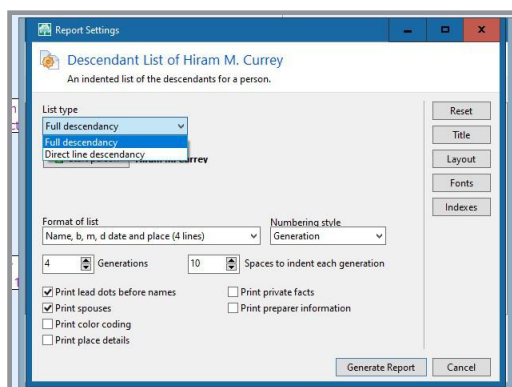 Report Settings
Descendant List of Hiram M. Currey
An indented list of the descendants for a person.
List type
Full descendancy
Full descendancy
Direct line descendancy
Hiram M. Currey
Format of list
Numbering style
Name, b, m, d date and place (4 lines)
Generation
4 Generations
10 Spaces to indent each generation
Print lead dots before names
Print private facts
Print spouses
Print preparer information
Print color coding
Print place details
Reset
Title
Layout
Fonts
Indexes
Generate Report
Cancel